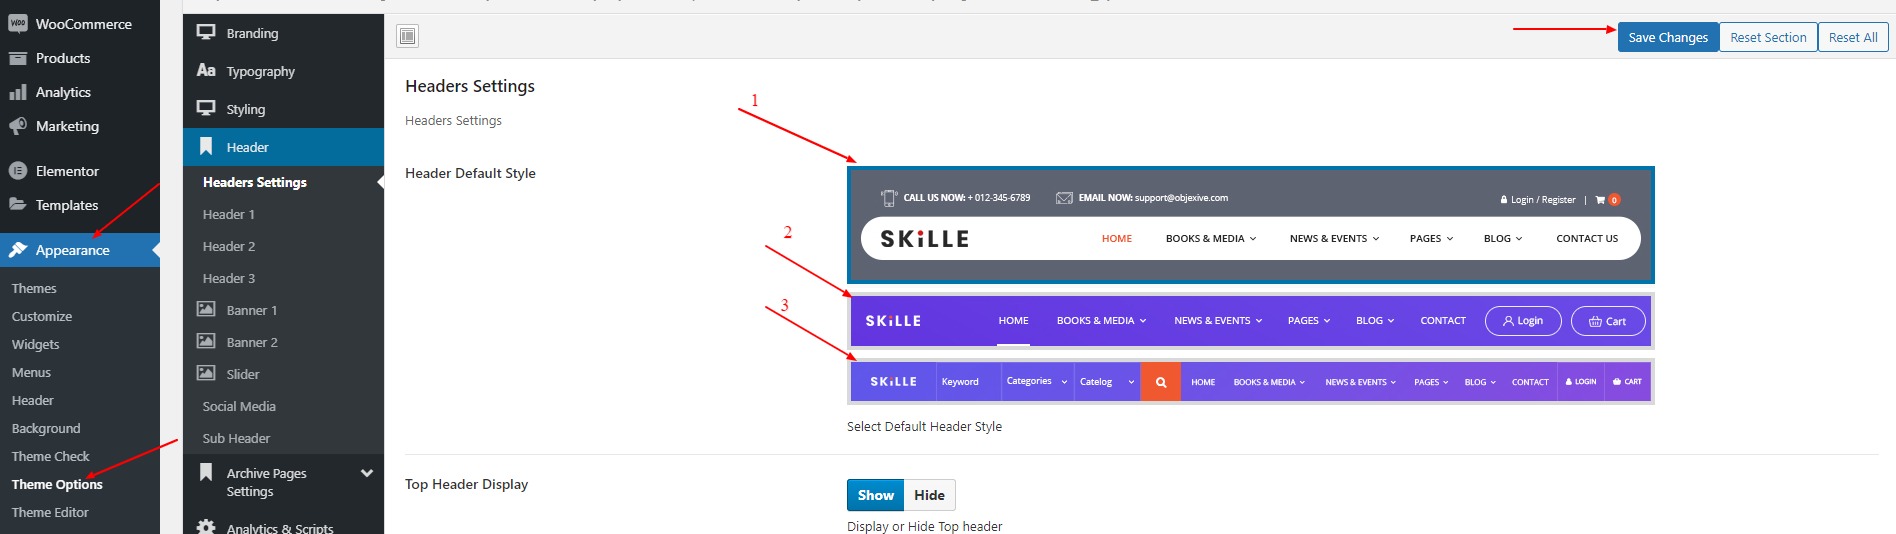 WooCommerce
Products
Analytics
Marketing
Elementor
Templates
Appearance
Themes
Customize
Widgets
Menus
Header
Background
Theme Check
Theme Options
Theme Editor
Branding
Aa Typography
Styling
Header
Headers Settings
Header 1
Header 2
Header 3
Banner 1
Banner 2
Slider
Social Media
Sub Header
Archive Pages
Settings
Analytics & Scripts
Save Changes Reset Section Reset All
Headers Settings
Headers Settings
Header Default Style
1
CALL US NOW: + 012-345-6789 EMAIL NOW: support@objexive.com Login / Register | 0
SKiLLE HOME BOOKS & MEDIA NEWS & EVENTS PAGES BLOG CONTACT US
2
SKiLLE HOME BOOKS & MEDIA NEWS & EVENTS PAGES BLOG CONTACT Login Cart
3
SKiLLE Keyword Categories Catelog HOME BOOKS & MEDIA NEWS & EVENTS PAGES BLOG CONTACT LOGIN CART
Select Default Header Style
Top Header Display
Show Hide
Display or Hide Top header